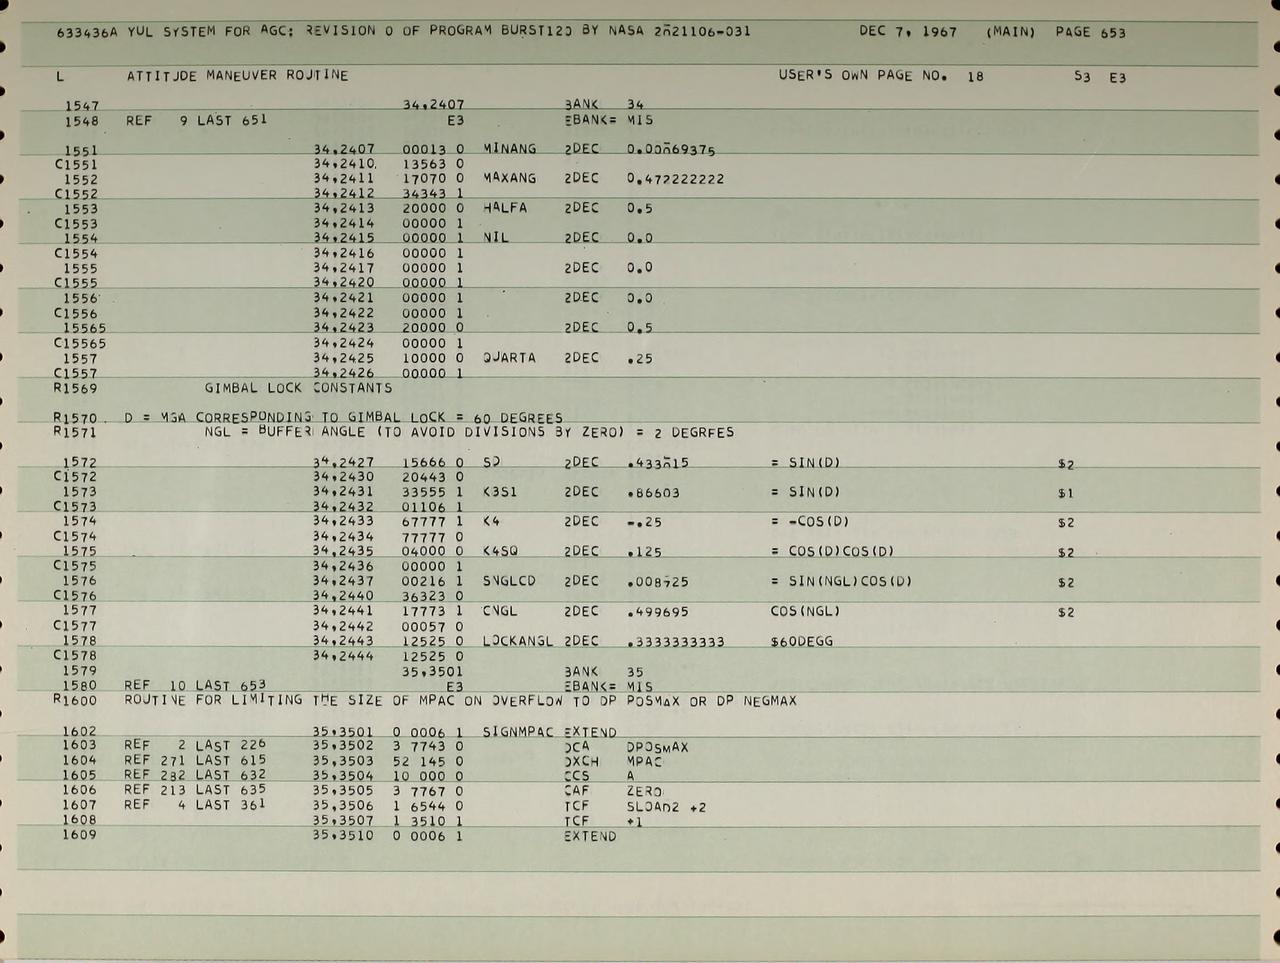 633436A YUL SYSTEM FOR AGC; REVISION 0 OF PROGRAM BURST120 BY NASA 2021106-031 DEC 7, 1967 (MAIN) PAGE 653
L ATTITUDE MANEUVER ROUTINE USER'S OWN PAGE NO. 18 S3 E3
1547 34,2407 BANK 34
1548 REF 9 LAST 651 E3 EBANK= MIS
1551 34,2407 00013 0 MINANG 2DEC 0.00069375
C1551 34,2410 13563 0
1552 34,2411 17070 0 MAXANG 2DEC 0.472222222
C1552 34,2412 34343 1
1553 34,2413 20000 0 HALFA 2DEC 0.5
C1553 34,2414 00000 1
1554 34,2415 00000 1 NIL 2DEC 0.0
C1554 34,2416 00000 1
1555 34,2417 00000 1 2DEC 0.0
C1555 34,2420 00000 1
1556 34,2421 00000 1 2DEC 0.0
C1556 34,2422 00000 1
15565 34,2423 20000 0 2DEC 0.5
C15565 34,2424 00000 1
1557 34,2425 10000 0 QUARTA 2DEC .25
C1557 34,2426 00000 1
R1569 GIMBAL LOCK CONSTANTS
R1570 D = MGA CORRESPONDING TO GIMBAL LOCK = 60 DEGREES
R1571 NGL = BUFFER ANGLE (TO AVOID DIVISIONS BY ZERO) = 2 DEGREES
1572 34,2427 15666 0 SD 2DEC .433015 = SIN(D) $2
C1572 34,2430 20443 0
1573 34,2431 33555 1 K3S1 2DEC .86603 = SIN(D) $1
C1573 34,2432 01106 1
1574 34,2433 67777 1 K4 2DEC -.25 = -COS(D) $2
C1574 34,2434 77777 0
1575 34,2435 04000 0 K4SQ 2DEC .125 = COS(D)COS(D) $2
C1575 34,2436 00000 1
1576 34,2437 00216 1 SNGLCD 2DEC .008725 = SIN(NGL)COS(D) $2
C1576 34,2440 36323 0
1577 34,2441 17773 1 CNGL 2DEC .499695 COS(NGL) $2
C1577 34,2442 00057 0
1578 34,2443 12525 0 LOCKANGL 2DEC .3333333333 $60DEGG
C1578 34,2444 12525 0
1579 35,3501 BANK 35
1580 REF 10 LAST 653 E3 EBANK= MIS
R1600 ROUTINE FOR LIMITING THE SIZE OF MPAC ON OVERFLOW TO DP POSMAX OR DP NEGMAX
1602 35,3501 0 0006 1 SIGNMPAC EXTEND
1603 REF 2 LAST 226 35,3502 3 7743 0 DCA DPOSMAX
1604 REF 271 LAST 615 35,3503 52 145 0 DXCH MPAC
1605 REF 282 LAST 632 35,3504 10 000 0 CCS A
1606 REF 213 LAST 635 35,3505 3 7767 0 CAF ZERO
1607 REF 4 LAST 361 35,3506 1 6544 0 TCF SLOAD2 +2
1608 35,3507 1 3510 1 TCF +1
1609 35,3510 0 0006 1 EXTEND